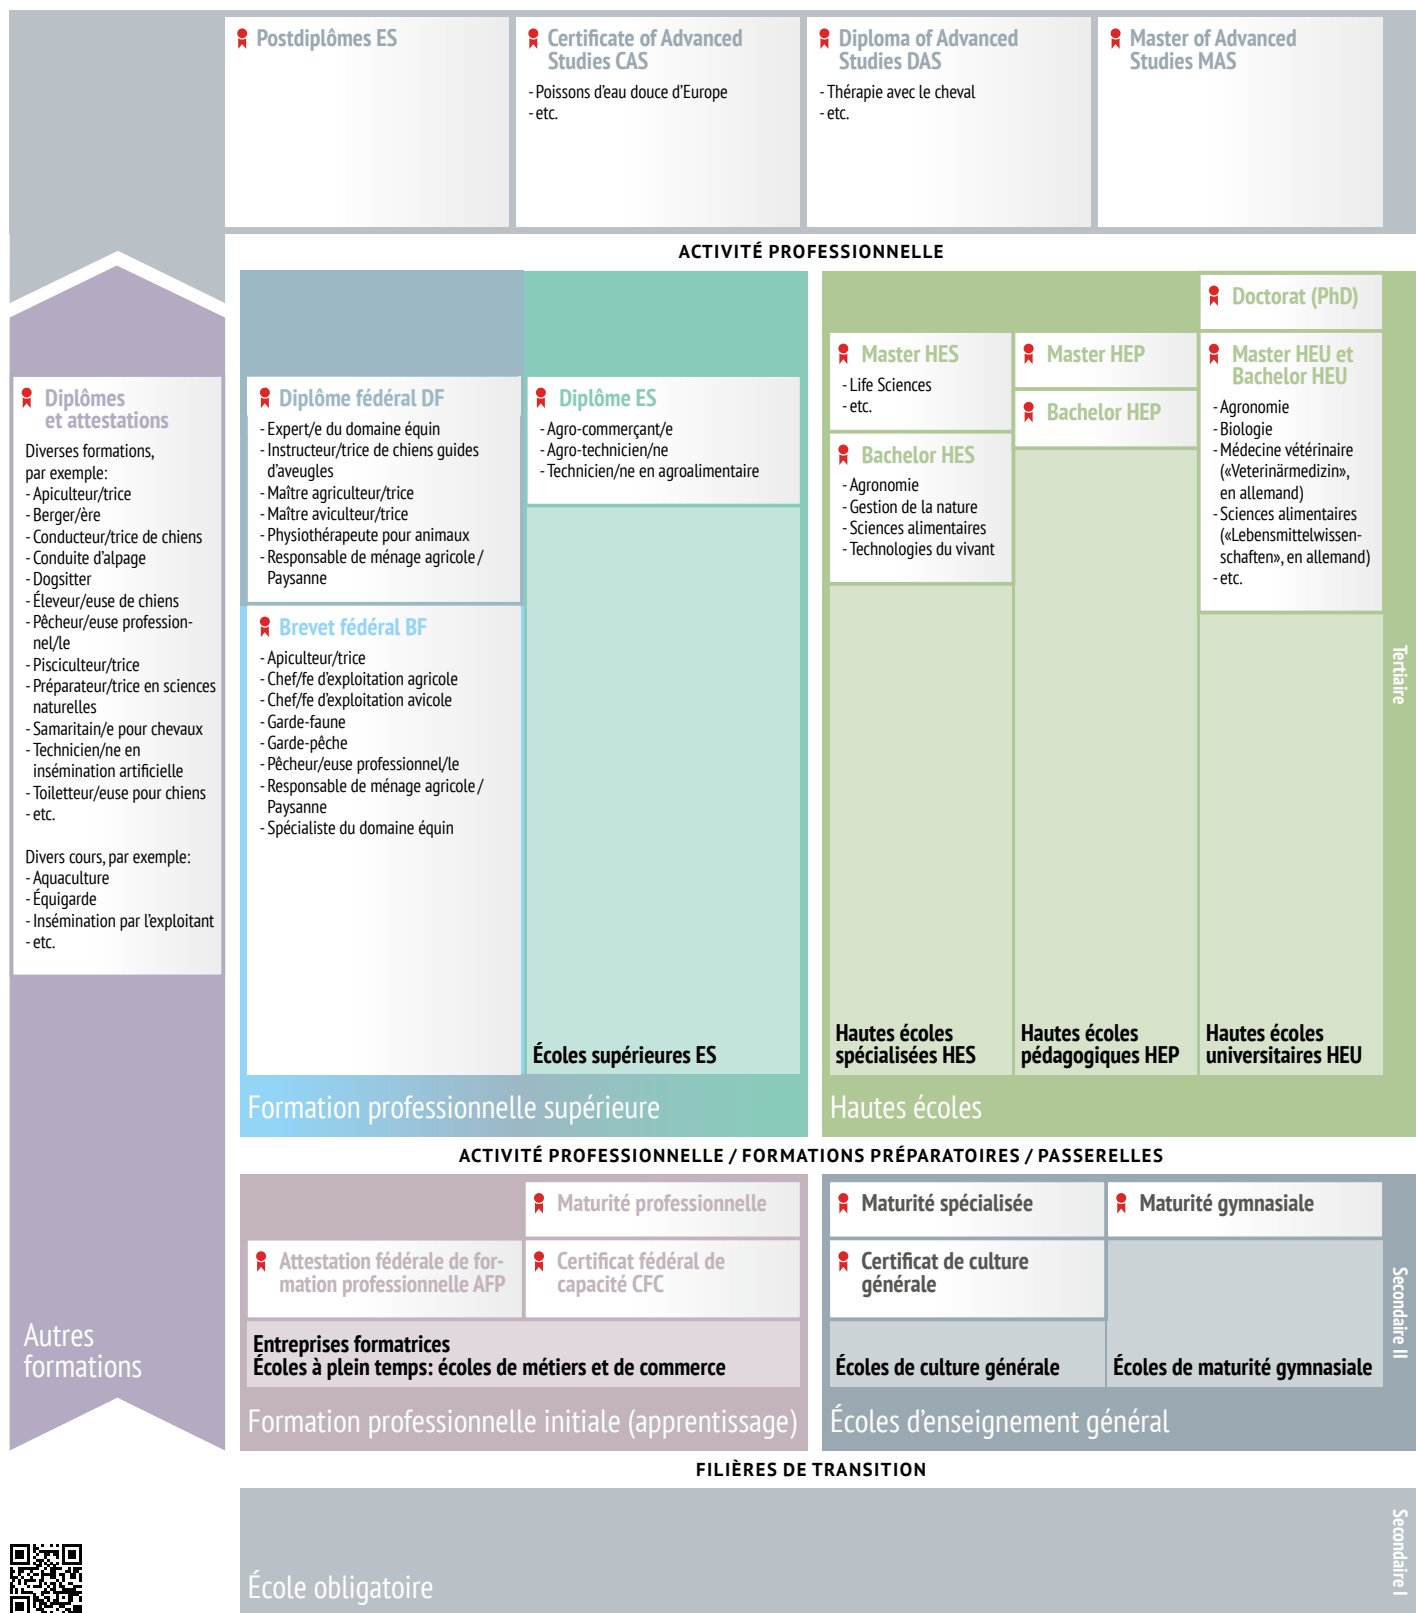 Postdiplômes ES
Certificate of Advanced
Studies CAS
- Poissons d'eau douce d'Europe
- etc.
Diploma of Advanced
Studies DAS
- Thérapie avec le cheval
- etc.
Master of Advanced
Studies MAS
ACTIVITÉ PROFESSIONNELLE
Diplômes
et attestations
Diverses formations,
par exemple:
- Apiculteur/trice
- Berger/ère
- Conducteur/trice de chiens
- Conduite d'alpage
- Dogsitter
- Éleveur/euse de chiens
- Pêcheur/euse profession-
nel/le
- Pisciculteur/trice
- Préparateur/trice en sciences
naturelles
- Samaritain/e pour chevaux
- Technicien/ne en
insémination artificielle
- Toiletteur/euse pour chiens
- etc.
Divers cours, par exemple:
- Aquaculture
- Équigarde
- Insémination par l'exploitant
- etc.
Autres
formations
Diplôme fédéral DF
- Expert/e du domaine équin
- Instructeur/trice de chiens guides
d'aveugles
- Maître agriculteur/trice
- Maître aviculteur/trice
- Physiothérapeute pour animaux
- Responsable de ménage agricole /
Paysanne
Brevet fédéral BF
- Apiculteur/trice
- Chef/fe d'exploitation agricole
- Chef/fe d'exploitation avicole
- Garde-faune
- Garde-pêche
- Pêcheur/euse professionnel/le
- Responsable de ménage agricole /
Paysanne
- Spécialiste du domaine équin
Diplôme ES
- Agro-commerçant/e
- Agro-technicien/ne
- Technicien/ne en agroalimentaire
Écoles supérieures ES
Formation professionnelle supérieure
Master HES
- Life Sciences
- etc.
Bachelor HES
- Agronomie
- Gestion de la nature
- Sciences alimentaires
- Technologies du vivant
Hautes écoles
spécialisées HES
Master HEP
Bachelor HEP
Hautes écoles
pédagogiques HEP
Doctorat (PhD)
Master HEU et
Bachelor HEU
- Agronomie
- Biologie
- Médecine vétérinaire
(«Veterinärmedizin»,
en allemand)
- Sciences alimentaires
(«Lebensmittelwissen-
schaften», en allemand)
- etc.
Hautes écoles
universitaires HEU
Hautes écoles
Tertiaire
ACTIVITÉ PROFESSIONNELLE / FORMATIONS PRÉPARATOIRES / PASSERELLES
Maturité professionnelle
Attestation fédérale de for-
mation professionnelle AFP
Certificat fédéral de
capacité CFC
Entreprises formatrices
Écoles à plein temps: écoles de métiers et de commerce
Formation professionnelle initiale (apprentissage)
Maturité spécialisée
Certificat de culture
générale
Écoles de culture générale
Maturité gymnasiale
Écoles de maturité gymnasiale
Écoles d'enseignement général
Secondaire II
FILIÈRES DE TRANSITION
École obligatoire
Secondaire I